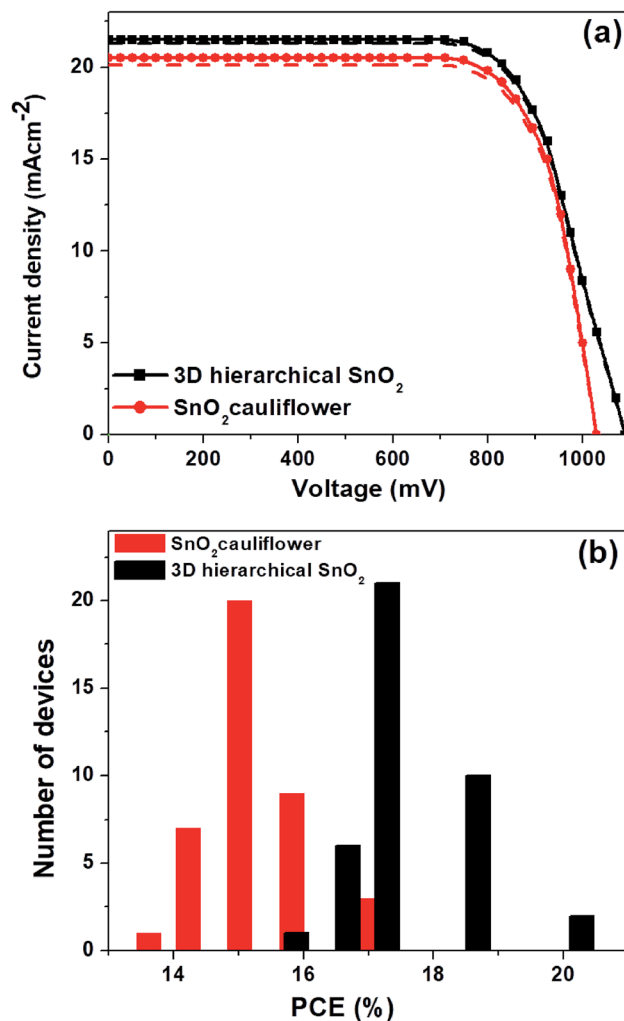 (a)
20
15
10
5
0
Current density (mAcm⁻²)
3D hierarchical SnO₂
SnO₂cauliflower
0 200 400 600 800 1000
Voltage (mV)
(b)
SnO₂cauliflower
3D hierarchical SnO₂
20
15
10
5
0
Number of devices
14 16 18 20
PCE (%)